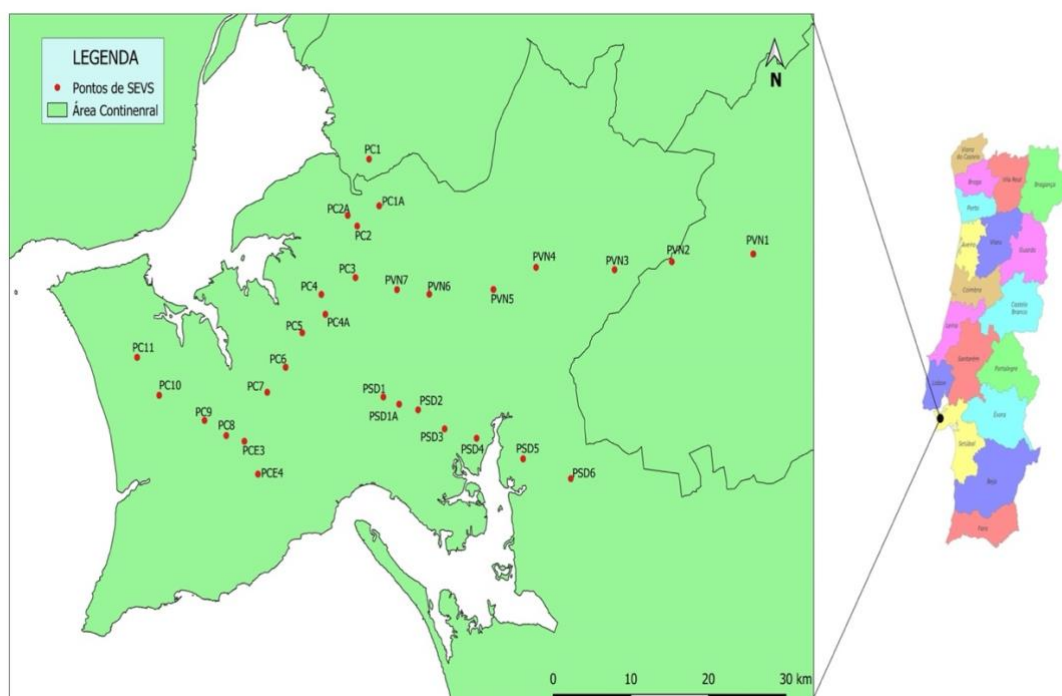 LEGENDA
Pontos de SEVS
Área Continenral
N
PC1
PC1A
PC2A
PC2
PC3
PVN4
PVN3
PVN2
PVN1
PC4
PVN7
PVN6
PVN5
PC4A
PC5
PC11
PC6
PC10
PC7
PSD1
PSD1A
PSD2
PC9
PC8
PSD3
PCE3
PSD4
PSD5
PCE4
PSD6
0 10 20 30 km
Viana
do Castelo
Braga
Vila Real
Bragança
Porto
Aveiro
Viseu
Guarda
Coimbra
Castelo
Branco
Leiria
Santarém
Portalegre
Lisboa
Évora
Setúbal
Beja
Faro